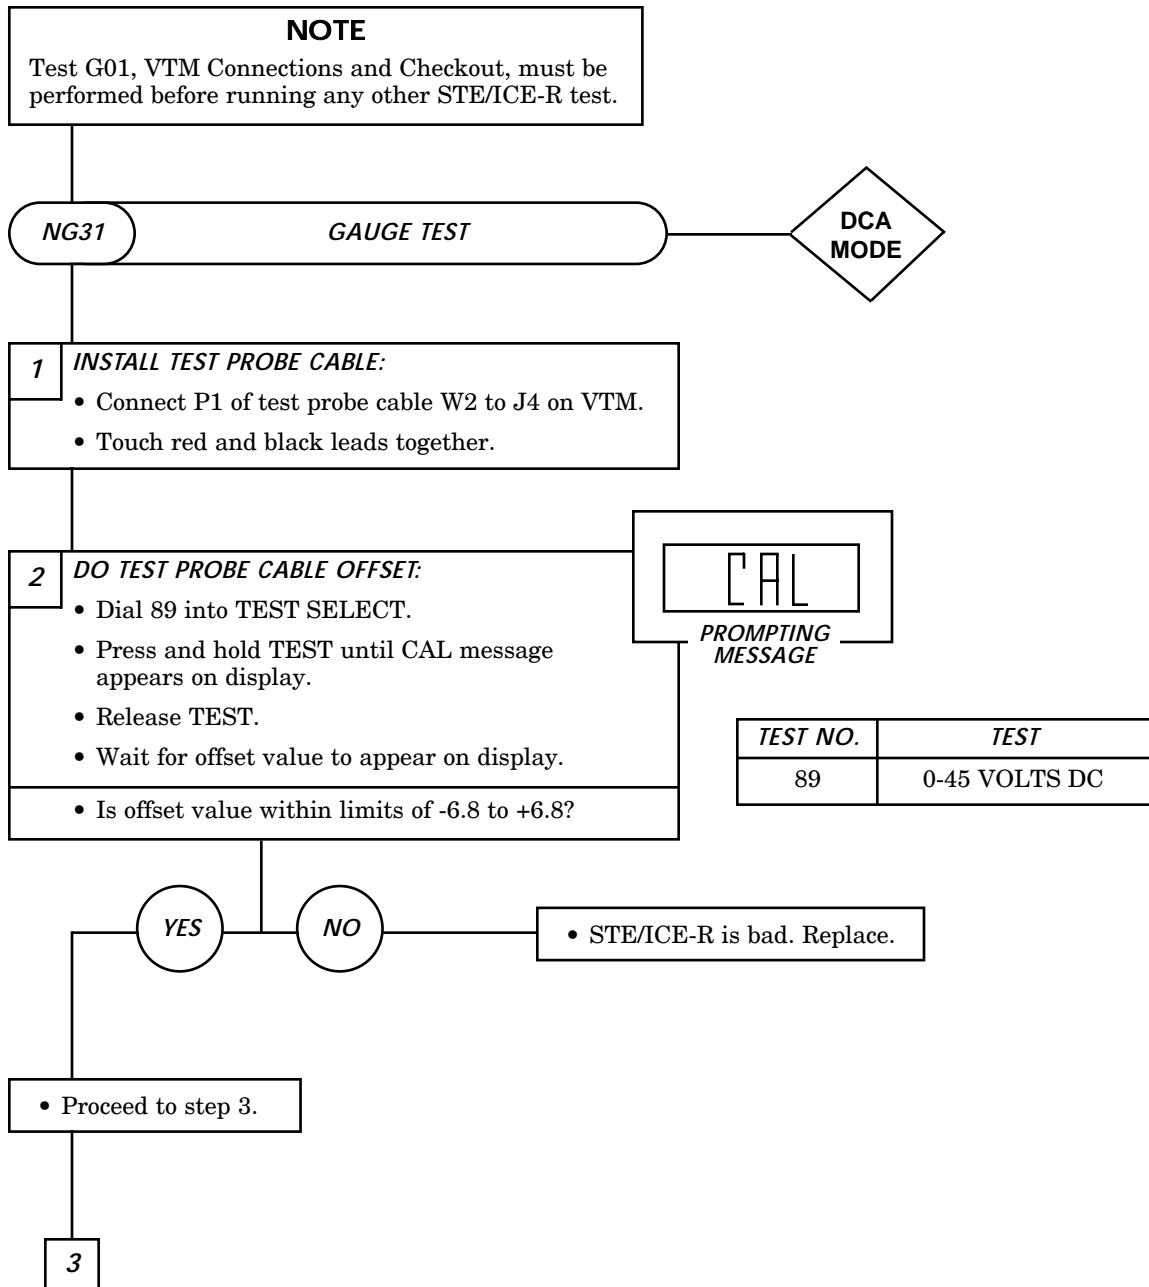 NOTE
Test G01, VTM Connections and Checkout, must be
performed before running any other STE/ICE-R test.
NG31
GAUGE TEST
DCA
MODE
1
INSTALL TEST PROBE CABLE:
• Connect P1 of test probe cable W2 to J4 on VTM.
• Touch red and black leads together.
2
DO TEST PROBE CABLE OFFSET:
• Dial 89 into TEST SELECT.
• Press and hold TEST until CAL message
appears on display.
• Release TEST.
• Wait for offset value to appear on display.
• Is offset value within limits of -6.8 to +6.8?
CAL
PROMPTING
MESSAGE
TEST NO. TEST
89 0-45 VOLTS DC
YES
NO
• STE/ICE-R is bad. Replace.
• Proceed to step 3.
3